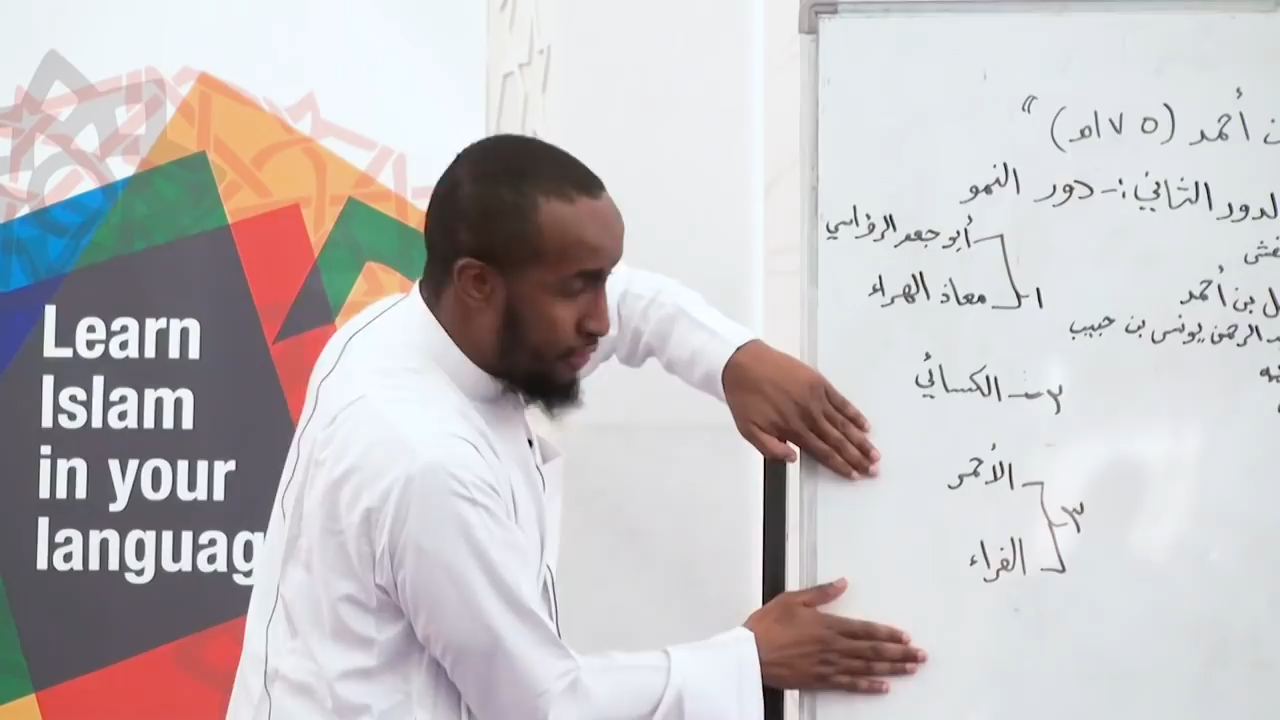 Learn
Islam
in your
languag
ن أحمد (١٧٥هـ) "
لدور الثاني :- دور النمو
أبو جعفر الرؤاسي
معاذ الهراء
١
ل بن أحمد
د الرحمن يونس بن حبيب
٢- الكسائي
الأحمر
٣
الفراء